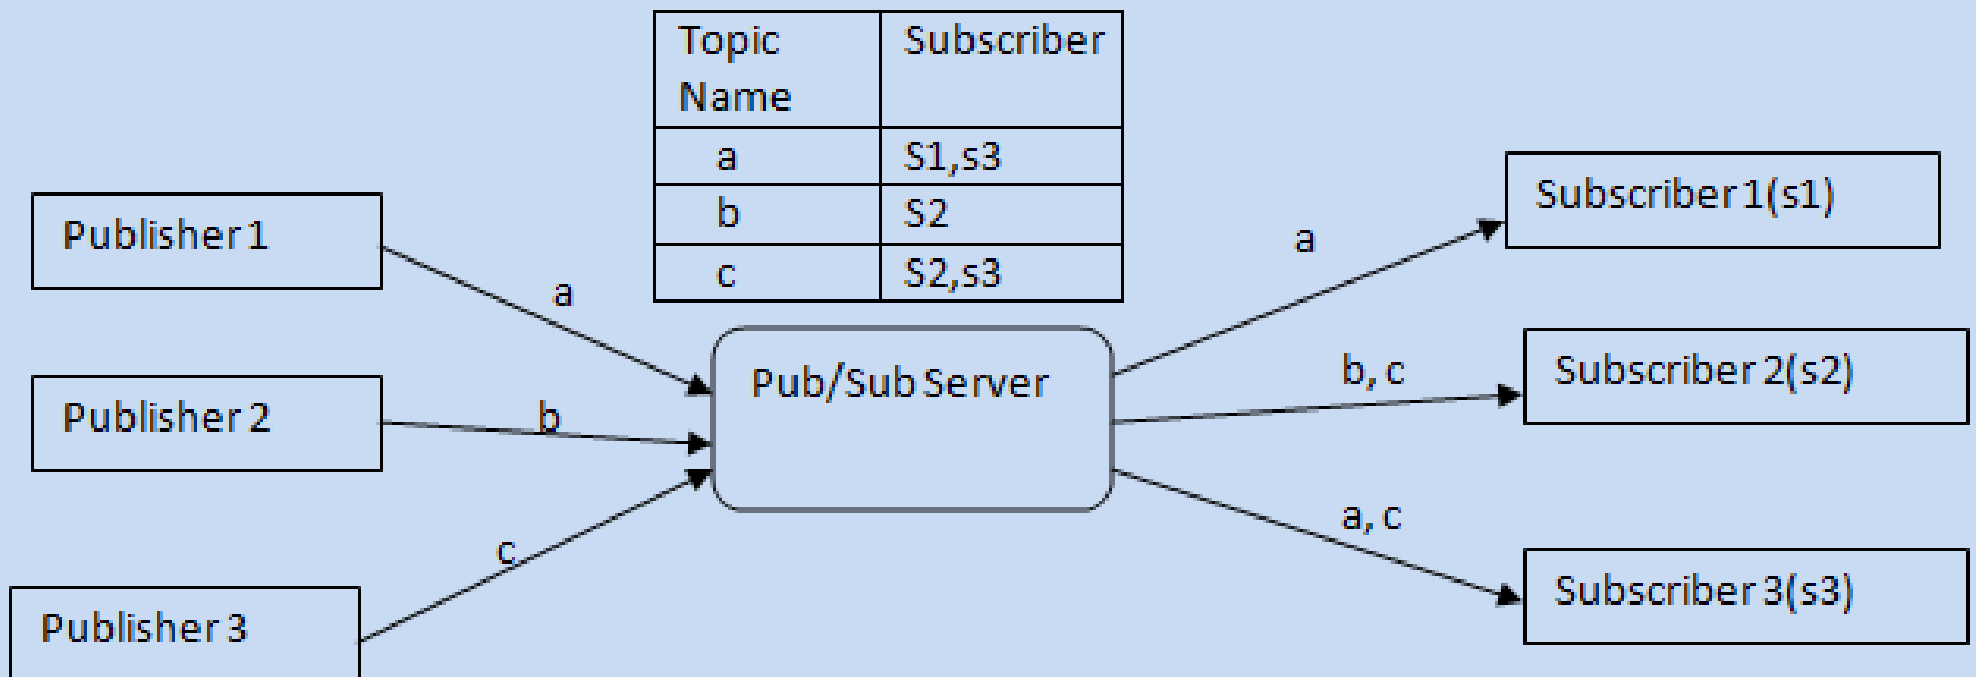 Topic Name Subscriber
a S1,s3
b S2
c S2,s3
Publisher 1
a
Publisher 2
b
Publisher 3
c
Pub/Sub Server
a
Subscriber 1(s1)
b, c
Subscriber 2(s2)
a, c
Subscriber 3(s3)